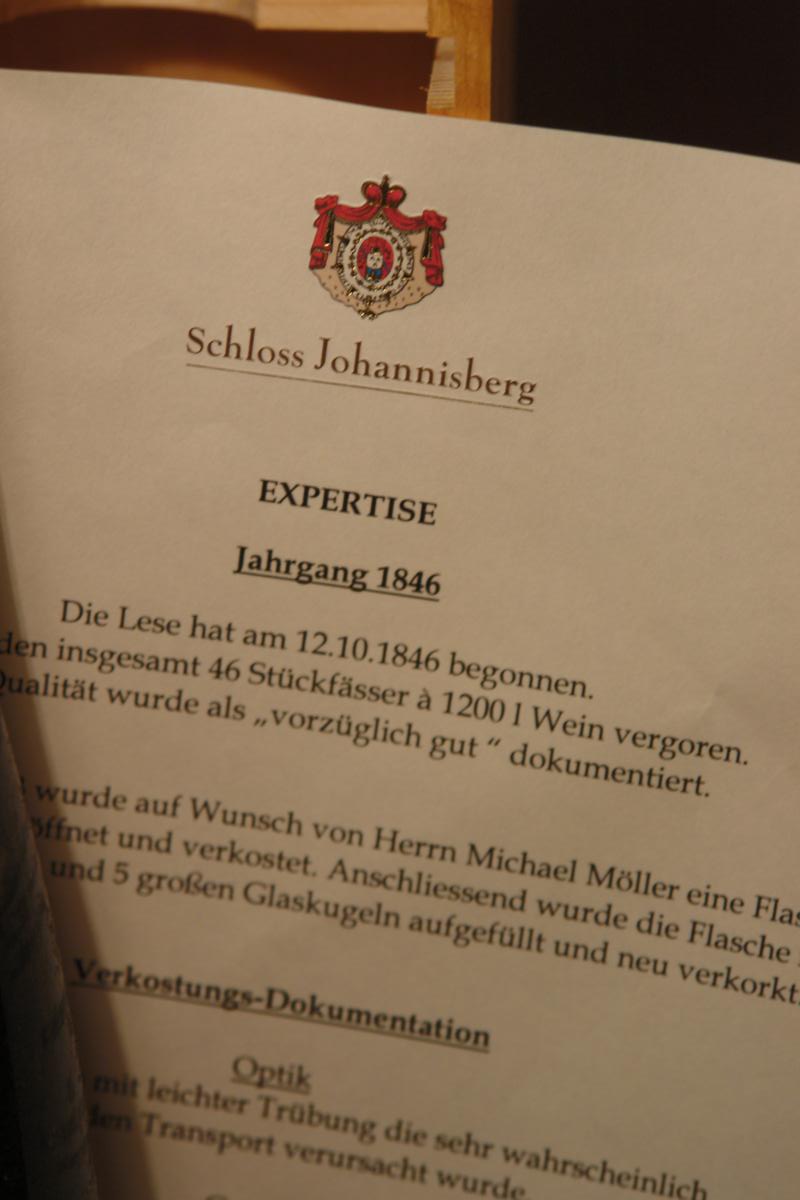 Schloss Johannisberg
EXPERTISE
Jahrgang 1846
Die Lese hat am 12.10.1846 begonnen.
den insgesamt 46 Stückfässer à 1200 l Wein vergoren.
Qualität wurde als „vorzüglich gut “ dokumentiert.
wurde auf Wunsch von Herrn Michael Möller eine Flas
öffnet und verkostet. Anschliessend wurde die Flasche
und 5 großen Glaskugeln aufgefüllt und neu verkorkt.
Verkostungs-Dokumentation
Optik
mit leichter Trübung die sehr wahrscheinlich
den Transport verursacht wurde